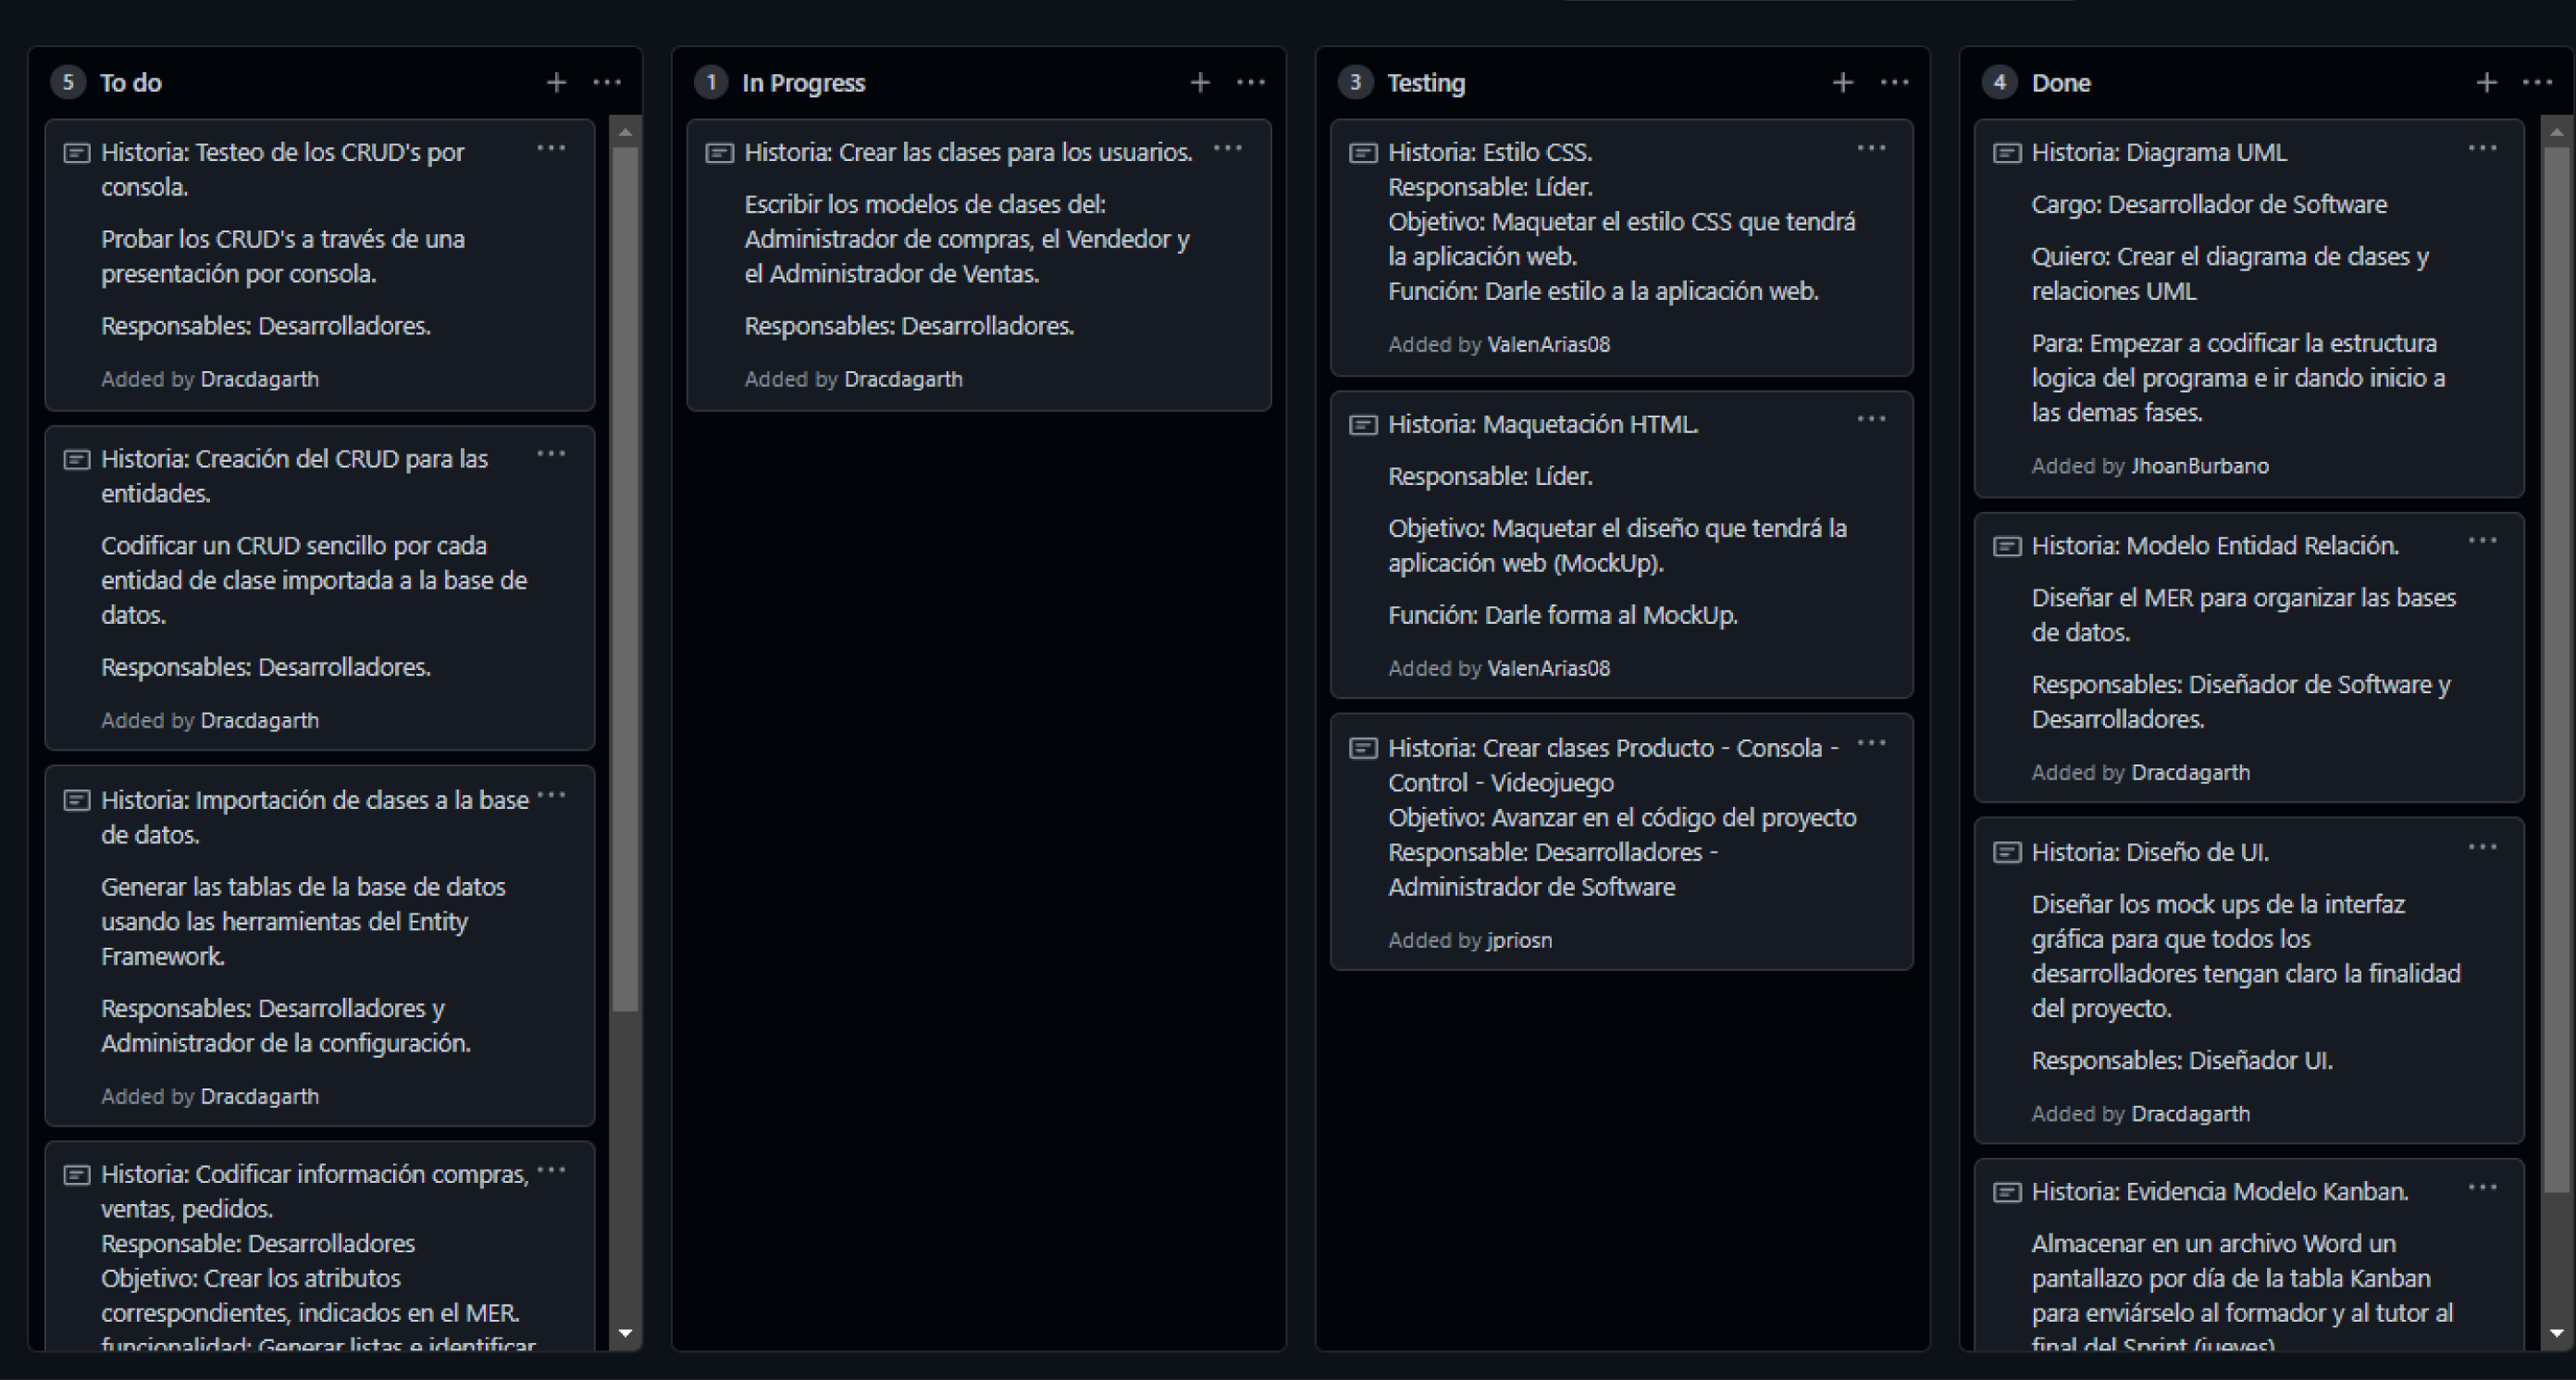 5 To do
Historia: Testeo de los CRUD's por
consola.
Probar los CRUD's a través de una
presentación por consola.
Responsables: Desarrolladores.
Added by Dracdagarth
Historia: Creación del CRUD para las
entidades.
Codificar un CRUD sencillo por cada
entidad de clase importada a la base de
datos.
Responsables: Desarrolladores.
Added by Dracdagarth
Historia: Importación de clases a la base
de datos.
Generar las tablas de la base de datos
usando las herramientas del Entity
Framework.
Responsables: Desarrolladores y
Administrador de la configuración.
Added by Dracdagarth
Historia: Codificar información compras,
ventas, pedidos.
Responsable: Desarrolladores
Objetivo: Crear los atributos
correspondientes, indicados en el MER.
funcionalidad: Generar listas e identificar
1 In Progress
Historia: Crear las clases para los usuarios.
Escribir los modelos de clases del:
Administrador de compras, el Vendedor y
el Administrador de Ventas.
Responsables: Desarrolladores.
Added by Dracdagarth
3 Testing
Historia: Estilo CSS.
Responsable: Líder.
Objetivo: Maquetar el estilo CSS que tendrá
la aplicación web.
Función: Darle estilo a la aplicación web.
Added by ValenArias08
Historia: Maquetación HTML.
Responsable: Líder.
Objetivo: Maquetar el diseño que tendrá la
aplicación web (MockUp).
Función: Darle forma al MockUp.
Added by ValenArias08
Historia: Crear clases Producto - Consola -
Control - Videojuego
Objetivo: Avanzar en el código del proyecto
Responsable: Desarrolladores -
Administrador de Software
Added by jpriosn
4 Done
Historia: Diagrama UML
Cargo: Desarrollador de Software
Quiero: Crear el diagrama de clases y
relaciones UML
Para: Empezar a codificar la estructura
logica del programa e ir dando inicio a
las demas fases.
Added by JhoanBurbano
Historia: Modelo Entidad Relación.
Diseñar el MER para organizar las bases
de datos.
Responsables: Diseñador de Software y
Desarrolladores.
Added by Dracdagarth
Historia: Diseño de UI.
Diseñar los mock ups de la interfaz
gráfica para que todos los
desarrolladores tengan claro la finalidad
del proyecto.
Responsables: Diseñador UI.
Added by Dracdagarth
Historia: Evidencia Modelo Kanban.
Almacenar en un archivo Word un
pantallazo por día de la tabla Kanban
para enviárselo al formador y al tutor al
final del Sprint (jueves)